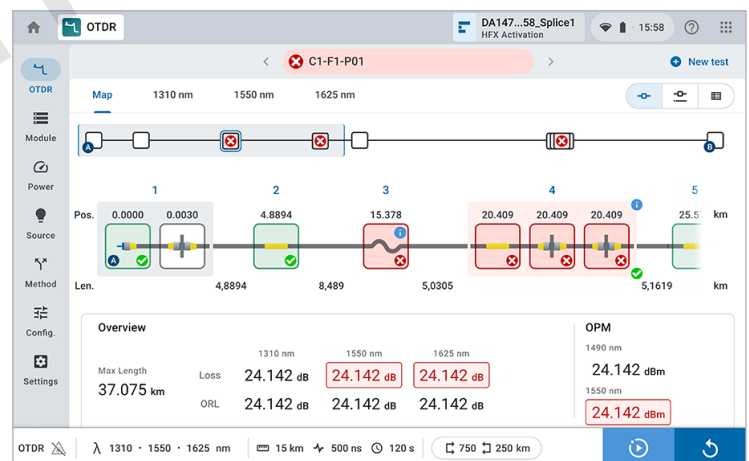 OTDR
DA147...58_Splice1
HFX Activation
15:58
C1-F1-P01
New test
OTDR
Module
Power
Source
Method
Config.
Settings
Map 1310 nm 1550 nm 1625 nm
A B
1 2 3 4 5
Pos. 0.0000 0.0030 4.8894 15.378 20.409 20.409 20.409 25.5 km
A
Len. 4,8894 8,489 5,0305 5,1619 km
Overview
1310 nm 1550 nm 1625 nm
Max Length
37.075 km
Loss 24.142 dB 24.142 dB 24.142 dB
ORL 24.142 dB 24.142 dB 24.142 dB
OPM
1490 nm
24.142 dBm
1550 nm
24.142 dBm
OTDR λ 1310 · 1550 · 1625 nm 15 km 500 ns 120 s 750 250 km